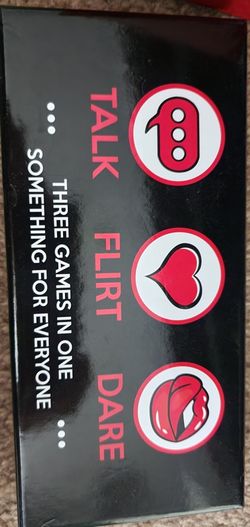 TALK FLIRT DARE
... THREE GAMES IN ONE ...
SOMETHING FOR EVERYONE